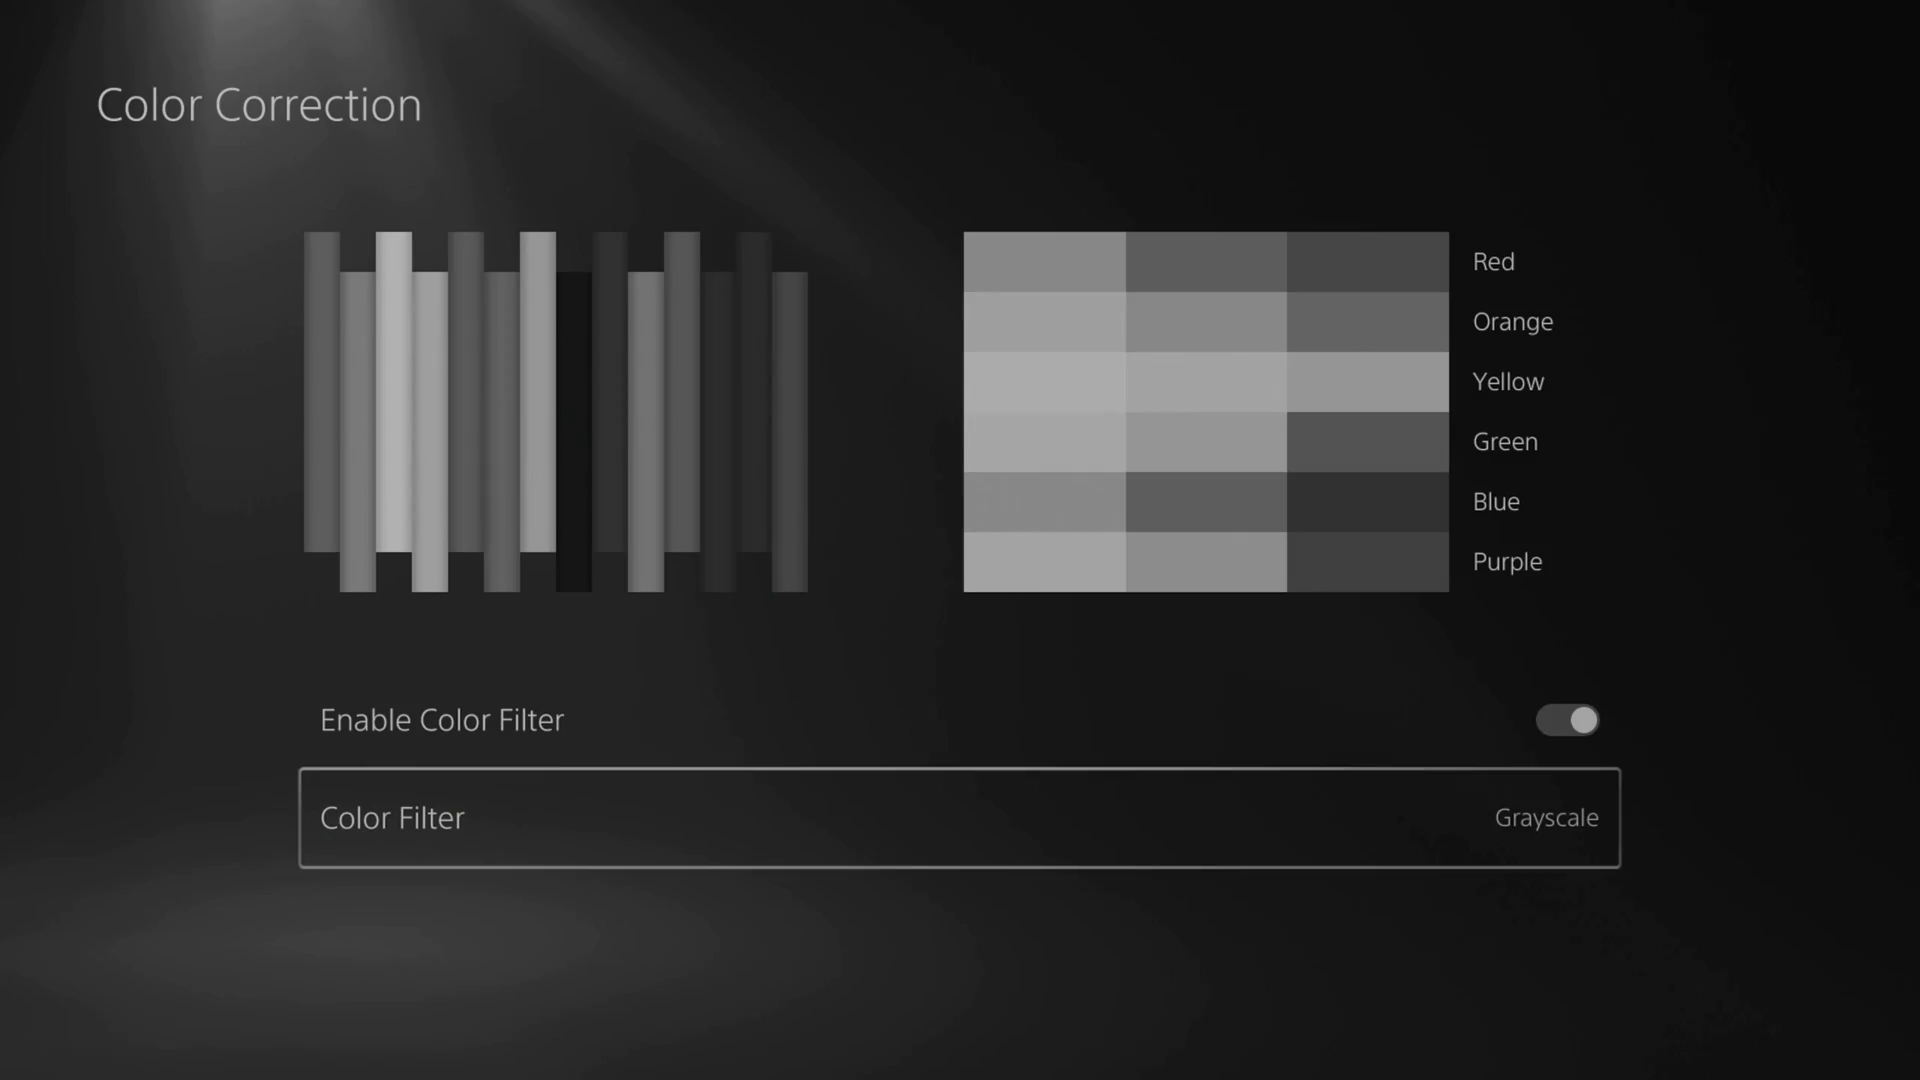 Color Correction
Red
Orange
Yellow
Green
Blue
Purple
Enable Color Filter
Color Filter
Grayscale